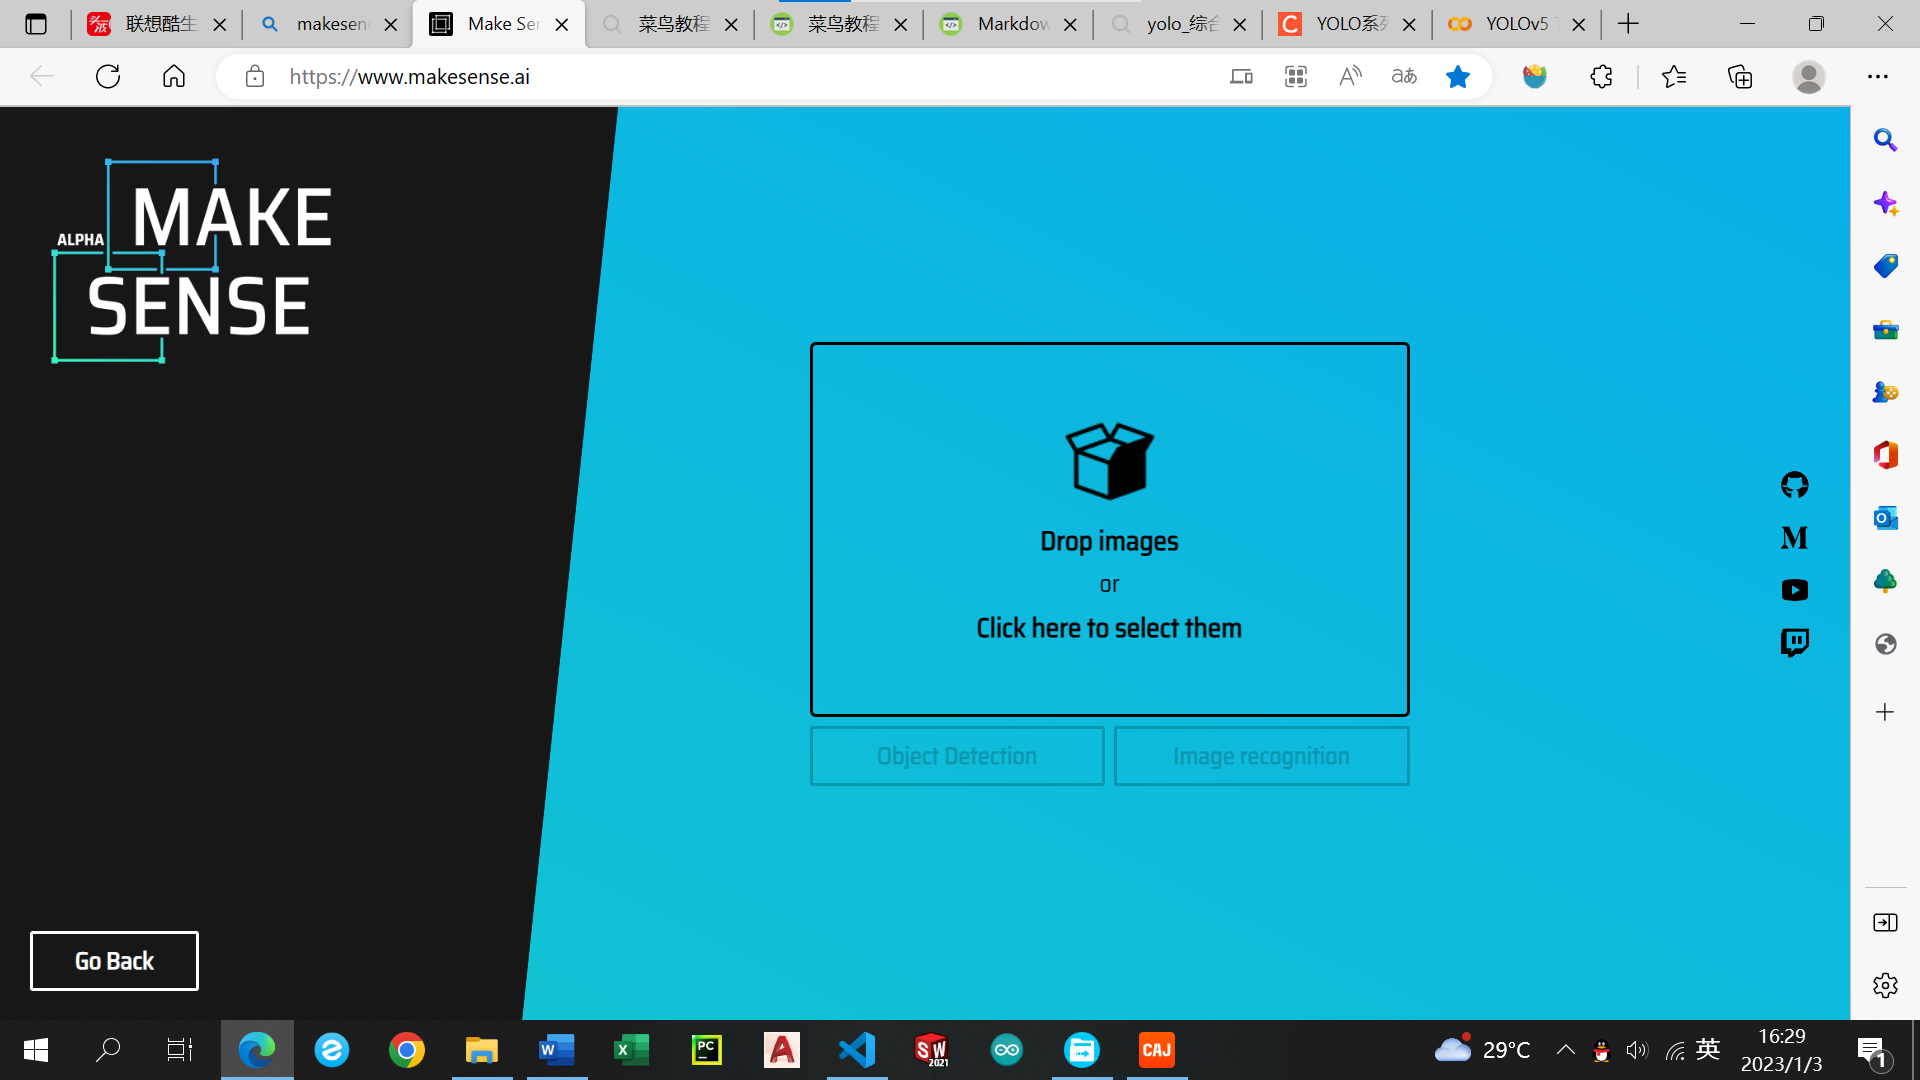 联想酷生
makesen
Make Ser
菜鸟教程
菜鸟教程
Markdow
yolo_综合
YOLO系列
YOLOv5 T
https://www.makesense.ai
ALPHA
MAKE
SENSE
Drop images
or
Click here to select them
Object Detection
Image recognition
Go Back
29°C
英
16:29
2023/1/3
1